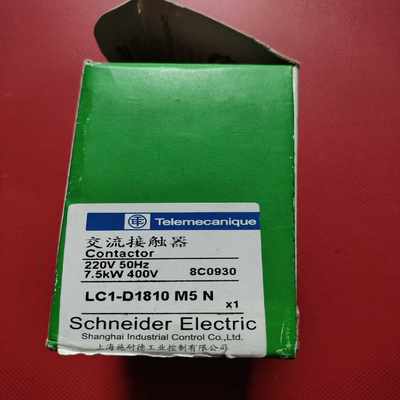 Telemecanique
交流接触器
Contactor
220V 50Hz
7.5kW 400V 8C0930
LC1-D1810 M5 N x1
Schneider Electric
Shanghai Industrial Control Co.,Ltd.
上海施耐德工业控制有限公司